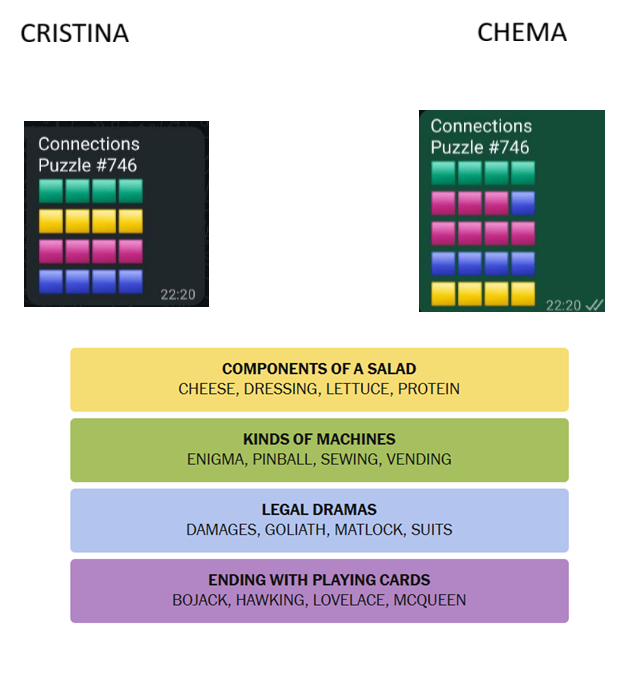 CRISTINA
CHEMA
Connections
Puzzle #746
22:20
Connections
Puzzle #746
22:20
COMPONENTS OF A SALAD
CHEESE, DRESSING, LETTUCE, PROTEIN
KINDS OF MACHINES
ENIGMA, PINBALL, SEWING, VENDING
LEGAL DRAMAS
DAMAGES, GOLIATH, MATLOCK, SUITS
ENDING WITH PLAYING CARDS
BOJACK, HAWKING, LOVELACE, MCQUEEN